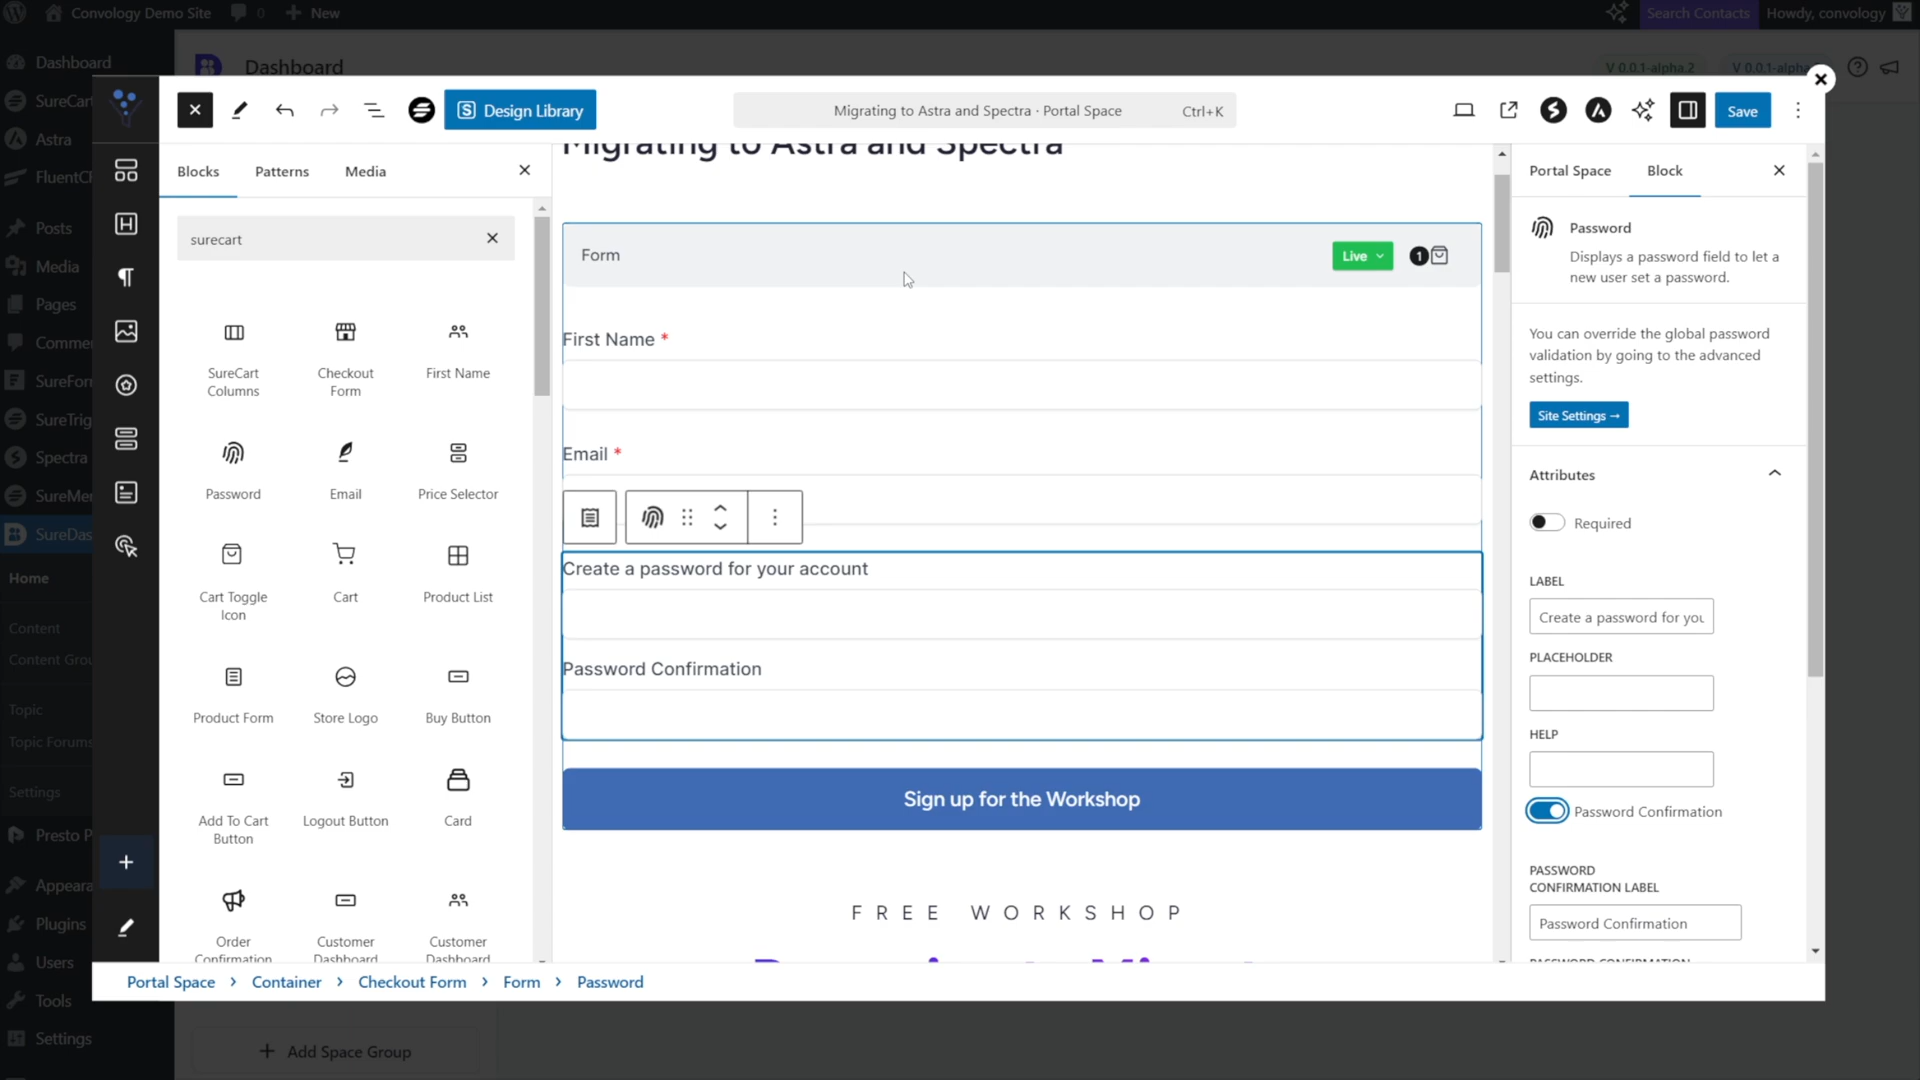 Convology Demo Site
0
New
Search Contacts
Howdy, convology
Dashboard
Dashboard
V 0.0.1-alpha.2
V 0.0.1-alpha
SureCart
Astra
FluentCR
Posts
Media
Pages
Comme
SureFor
SureTrig
Spectra
SureMe
SureDas
Home
Content
Content Grou
Topic
Topic Forums
Settings
Presto P
Appeara
Plugins
Users
Tools
Settings
Design Library
Migrating to Astra and Spectra · Portal Space
Ctrl+K
Save
Blocks
Patterns
Media
surecart
SureCart
Columns
Checkout
Form
First Name
Password
Email
Price Selector
Cart Toggle
Icon
Cart
Product List
Product Form
Store Logo
Buy Button
Add To Cart
Button
Logout Button
Card
Order
Confirmation
Customer
Dashboard
Customer
Dashboard
Migrating to Astra and Spectra
Form
Live
1
First Name *
Email *
Create a password for your account
Password Confirmation
Sign up for the Workshop
FREE WORKSHOP
Portal Space
Block
Password
Displays a password field to let a
new user set a password.
You can override the global password
validation by going to the advanced
settings.
Site Settings →
Attributes
Required
LABEL
Create a password for you
PLACEHOLDER
HELP
Password Confirmation
PASSWORD
CONFIRMATION LABEL
Password Confirmation
PASSWORD CONFIRMATION
Portal Space > Container > Checkout Form > Form > Password
Add Space Group